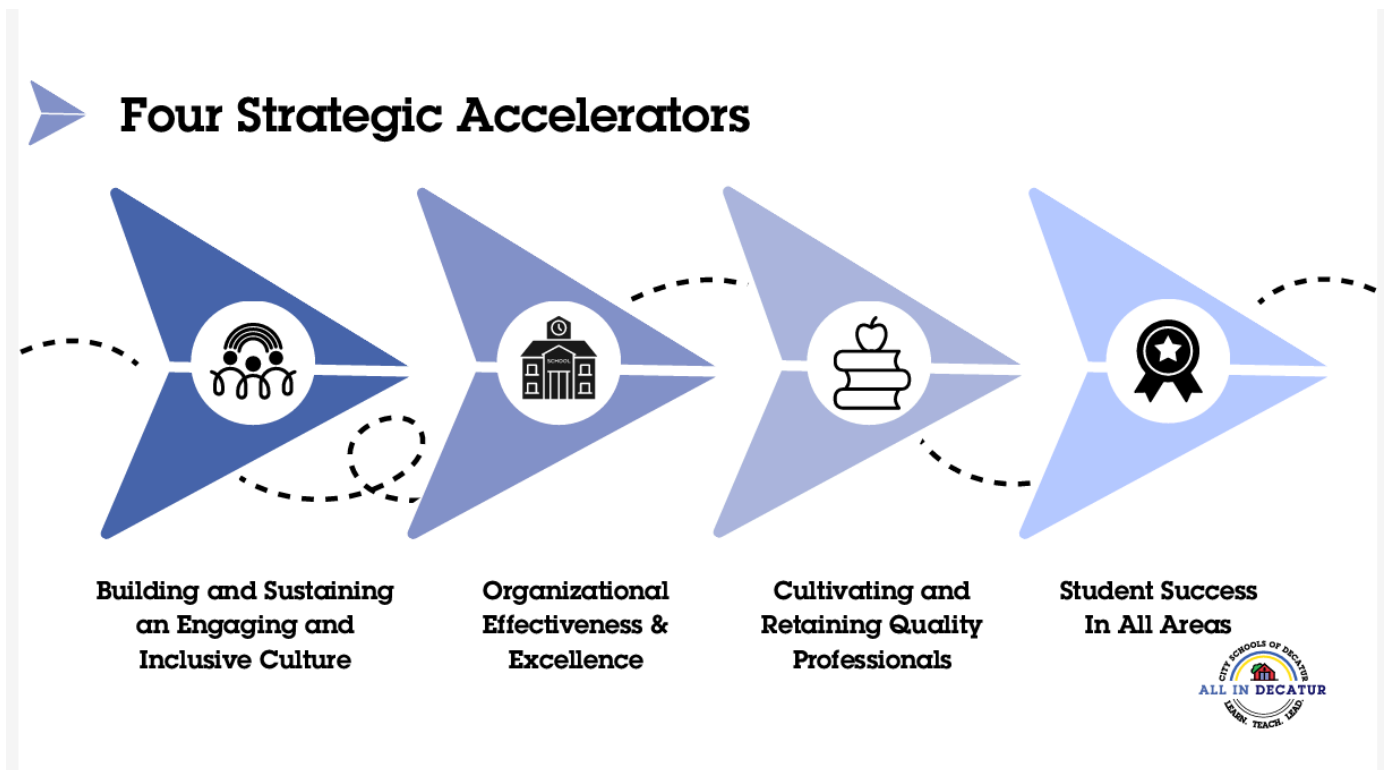 Four Strategic Accelerators
SCHOOL
Building and Sustaining
an Engaging and
Inclusive Culture
Organizational
Effectiveness &
Excellence
Cultivating and
Retaining Quality
Professionals
Student Success
In All Areas
CITY SCHOOLS OF DECATUR
ALL IN DECATUR
LEARN. TEACH. LEAD.